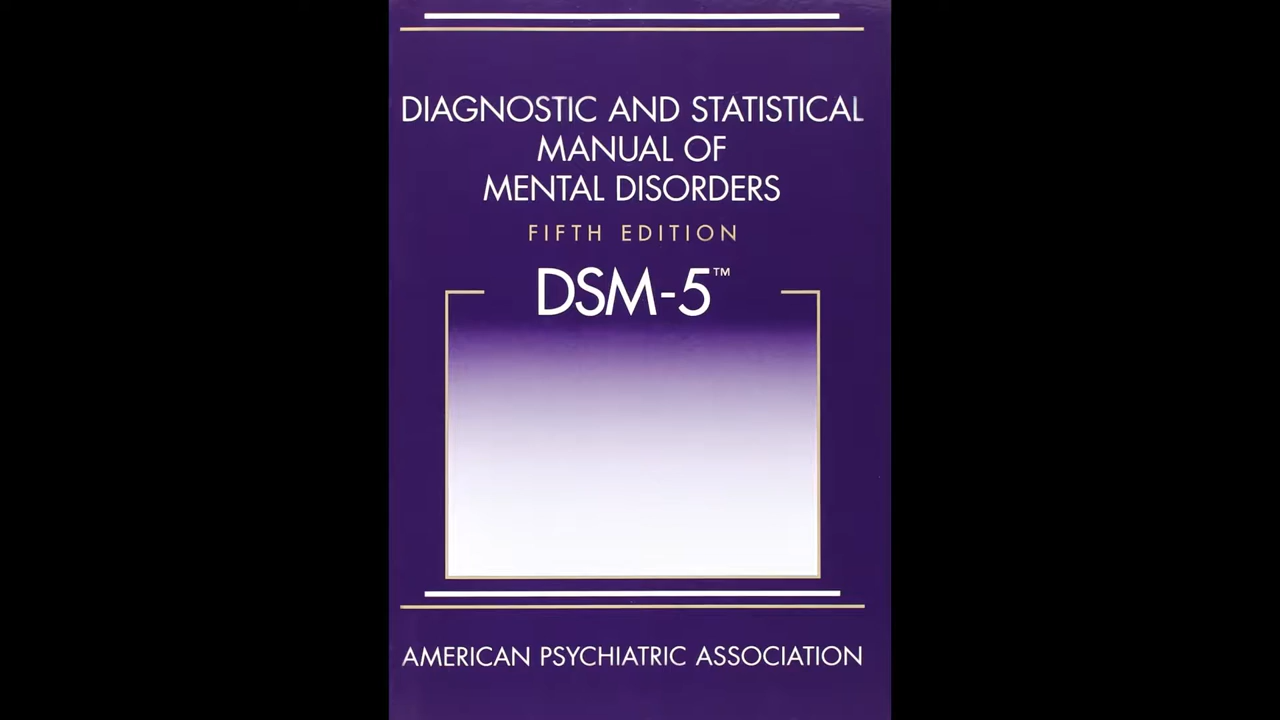 DIAGNOSTIC AND STATISTICAL
MANUAL OF
MENTAL DISORDERS
FIFTH EDITION
DSM-5™
AMERICAN PSYCHIATRIC ASSOCIATION